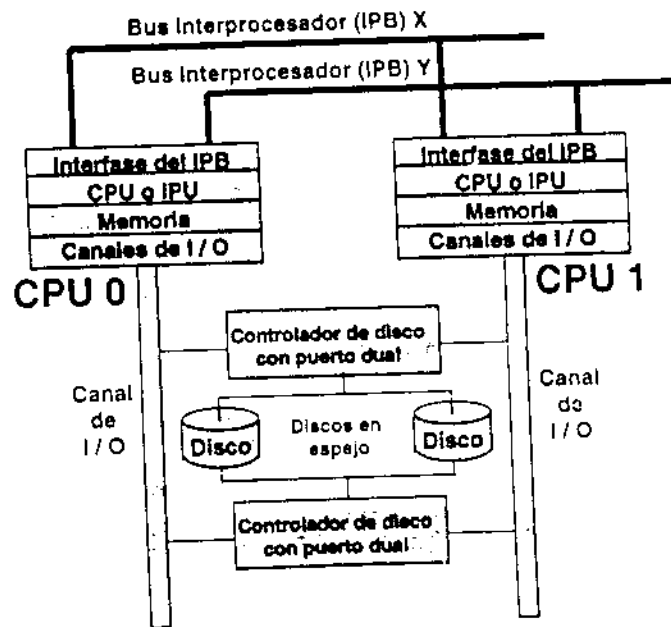 Bus Interprocesador (IPB) X
Bus Interprocesador (IPB) Y
Interfase del IPB
CPU o IPU
Memoria
Canales de I / O
CPU 0
Interfase del IPB
CPU o IPU
Memoria
Canales de I / O
CPU 1
Controlador de disco
con puerto dual
Canal
de
I / O
Disco
Discos en
espejo
Disco
Canal
de
I / O
Controlador de disco
con puerto dual